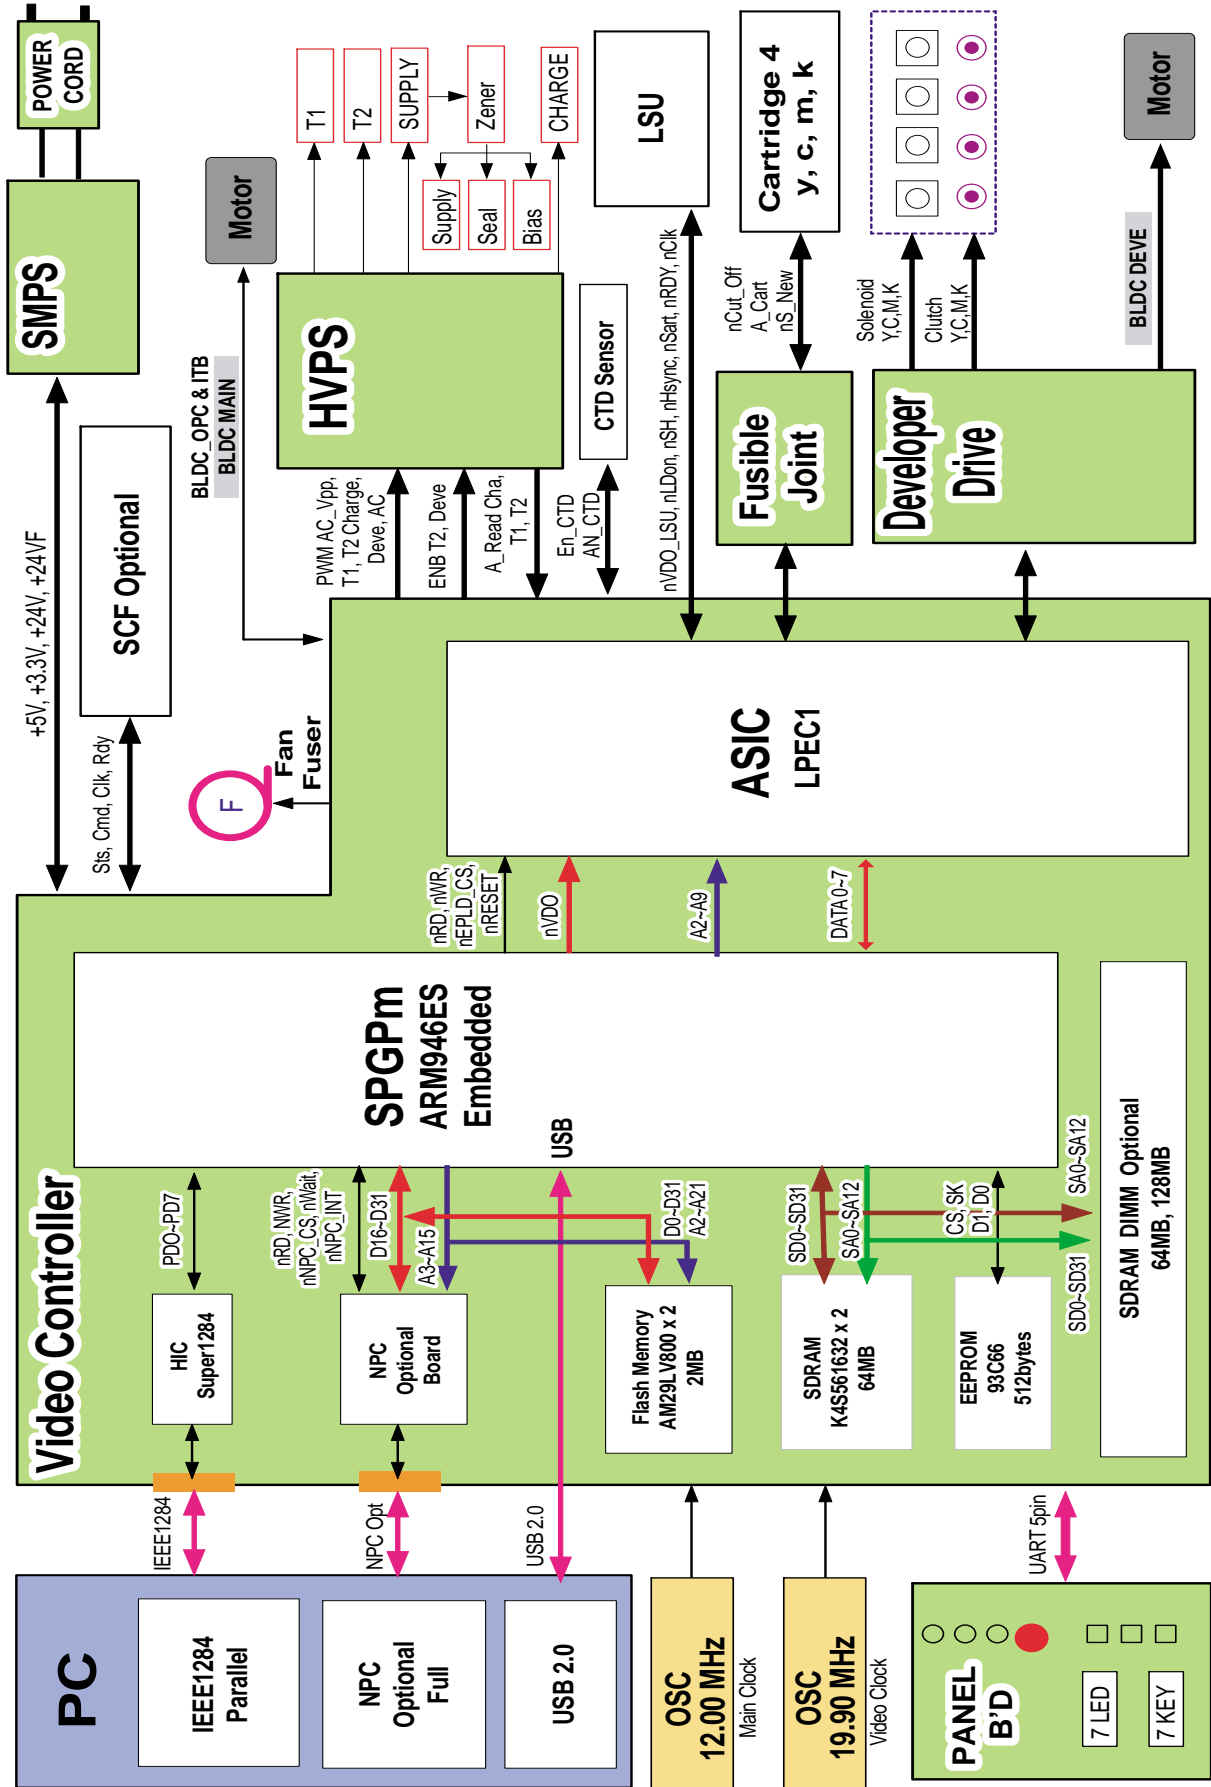 PC
IEEE1284
Parallel
NPC
Optional
Full
USB 2.0
OSC
12.00 MHz
Main Clock
OSC
19.90 MHz
Video Clock
PANEL
B'D
7 LED
7 KEY
IEEE1284
NPC Opt
USB 2.0
UART 5pin
Video Controller
HIC
Super1284
NPC
Optional
Board
Flash Memory
AM29LV800 x 2
2MB
SDRAM
K4S561632 x 2
64MB
EEPROM
93C66
512bytes
SDRAM DIMM Optional
64MB, 128MB
PDO~PD7
nRD, NWR,
nNPC_CS, nWait,
nNPC_INT
D16~D31
A3~A15
D0~D31
A2~A21
SD0~SD31
SA0~SA12
CS, SK
D1, D0
SD0~SD31
SA0~SA12
SPGPm
ARM946ES
Embedded
USB
nRD, nWR,
nEPLD_CS,
nRESET
nVDO
A2~A9
DATA 0~7
ASIC
LPEC1
+5V, +3.3V, +24V, +24VF
Sts, Cmd, Clk, Rdy
SCF Optional
F
Fan
Fuser
BLDC_OPC & ITB
BLDC MAIN
Motor
SMPS
POWER
CORD
PWM AC_Vpp,
T1, T2 Charge,
Deve, AC
ENB T2, Deve
A_Read Cha,
T1, T2
HVPS
T1
T2
SUPPLY
Zener
Supply
Seal
Bias
CHARGE
En_CTD
AN_CTD
CTD Sensor
nVDO_LSU, nLDon, nSH, nHsync, nSart, nRDY, nClk
LSU
Fusible
Joint
nCut_Off
A_Cart
nS_New
Cartridge 4
y, c, m, k
Developer
Drive
Solenoid
Y,C,M,K
Clutch
Y,C,M,K
BLDC DEVE
Motor